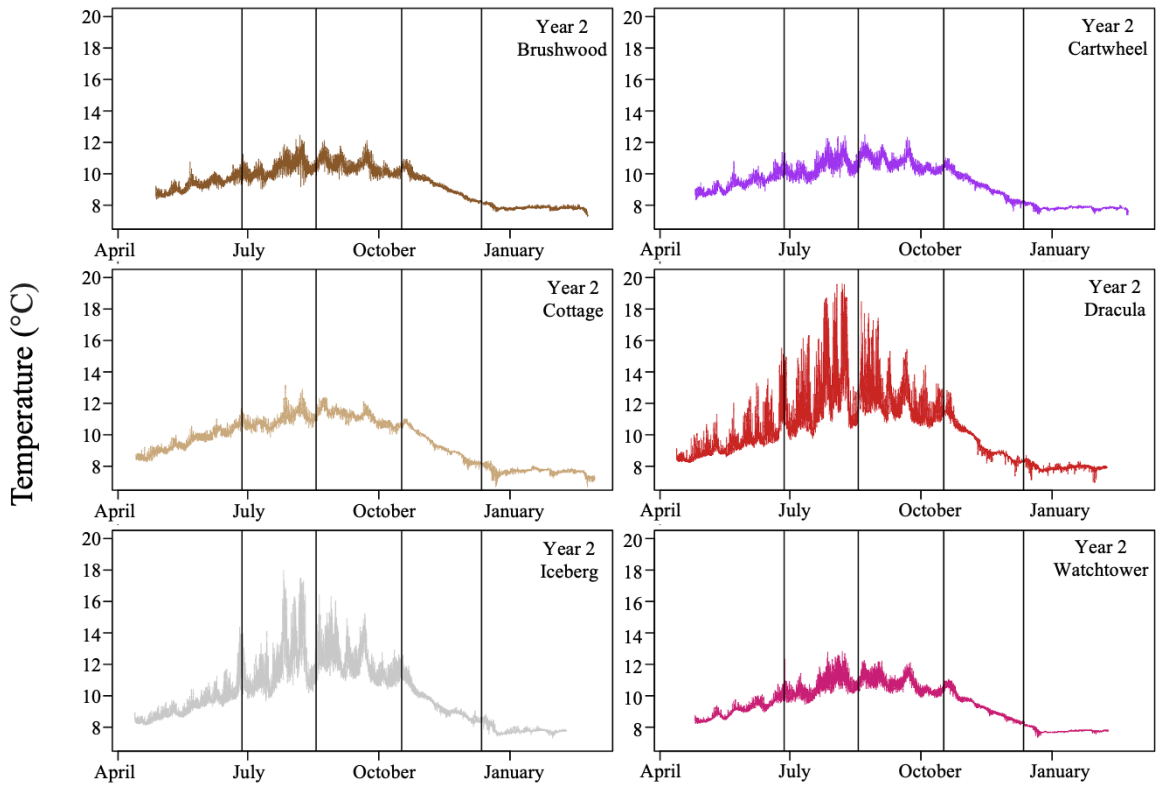 Temperature (°C)
20
18
16
14
12
10
8
Year 2
Brushwood
April
July
October
January
20
18
16
14
12
10
8
Year 2
Cartwheel
April
July
October
January
20
18
16
14
12
10
8
Year 2
Cottage
April
July
October
January
20
18
16
14
12
10
8
Year 2
Dracula
April
July
October
January
20
18
16
14
12
10
8
Year 2
Iceberg
April
July
October
January
20
18
16
14
12
10
8
Year 2
Watchtower
April
July
October
January